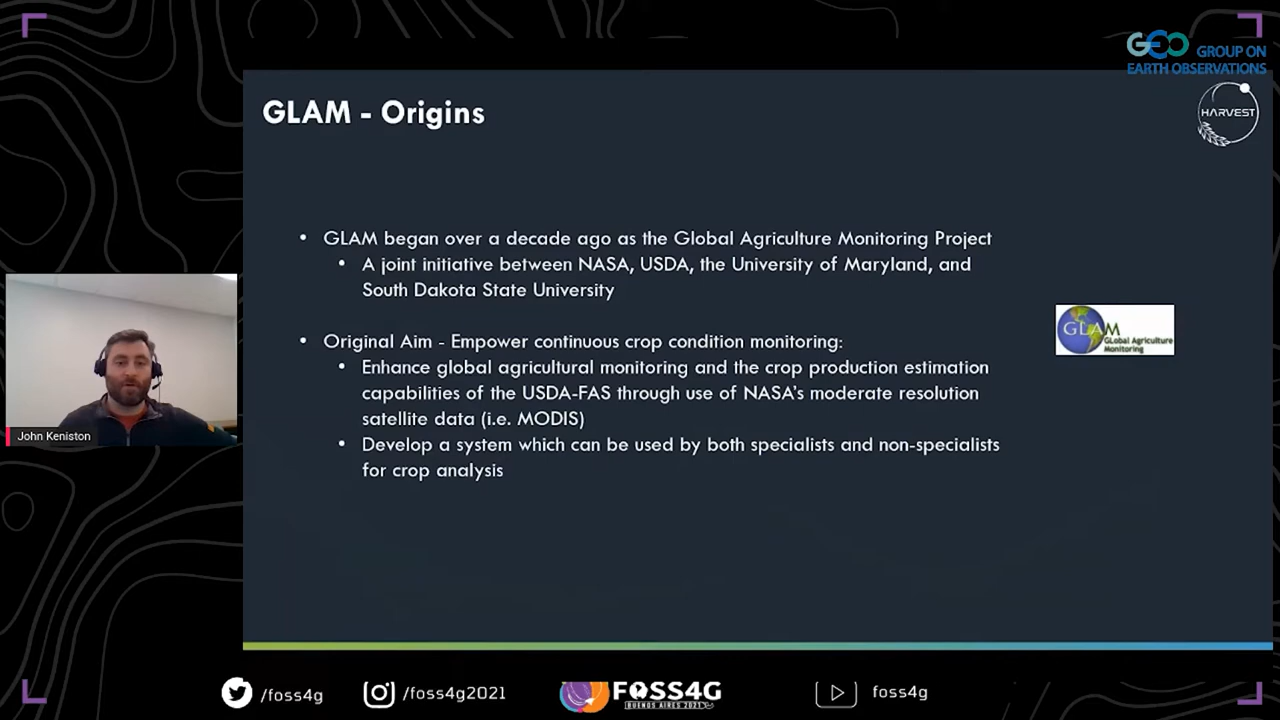 GEO GROUP ON
EARTH OBSERVATIONS
GLAM - Origins
HARVEST
• GLAM began over a decade ago as the Global Agriculture Monitoring Project
• A joint initiative between NASA, USDA, the University of Maryland, and
South Dakota State University
• Original Aim - Empower continuous crop condition monitoring:
• Enhance global agricultural monitoring and the crop production estimation
capabilities of the USDA-FAS through use of NASA's moderate resolution
satellite data (i.e. MODIS)
• Develop a system which can be used by both specialists and non-specialists
for crop analysis
GLAM
GLobal Agriculture
Monitoring
John Keniston
/foss4g
/foss4g2021
FOSS4G
BUENOS AIRES 2021
foss4g